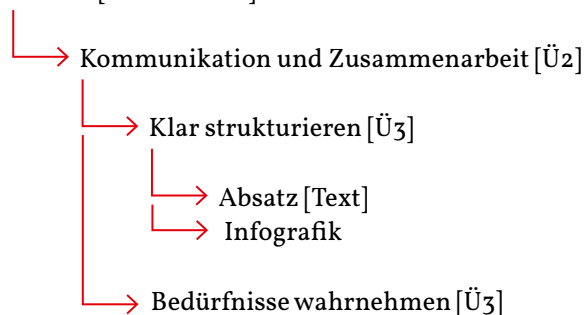 Kommunikation und Zusammenarbeit [Ü2]
Klar strukturieren [Ü3]
Absatz [Text]
Infografik
Bedürfnisse wahrnehmen [Ü3]